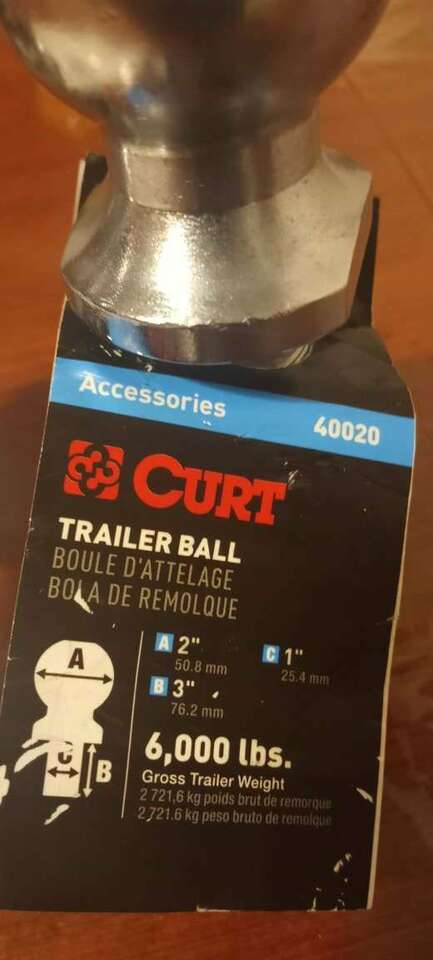 Accessories 40020
CURT
TRAILER BALL
BOULE D'ATTELAGE
BOLA DE REMOLQUE
A
C
B
A 2" C 1"
50.8 mm 25.4 mm
B 3"
76.2 mm
6,000 lbs.
Gross Trailer Weight
2 721,6 kg poids brut de remorque
2 721.6 kg peso bruto de remolque